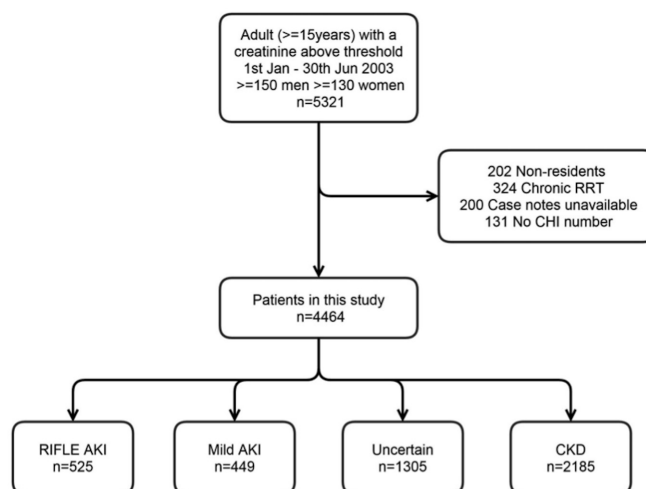 Adult (>=15years) with a
creatinine above threshold
1st Jan - 30th Jun 2003
>=150 men >=130 women
n=5321
202 Non-residents
324 Chronic RRT
200 Case notes unavailable
131 No CHI number
Patients in this study
n=4464
RIFLE AKI
n=525
Mild AKI
n=449
Uncertain
n=1305
CKD
n=2185